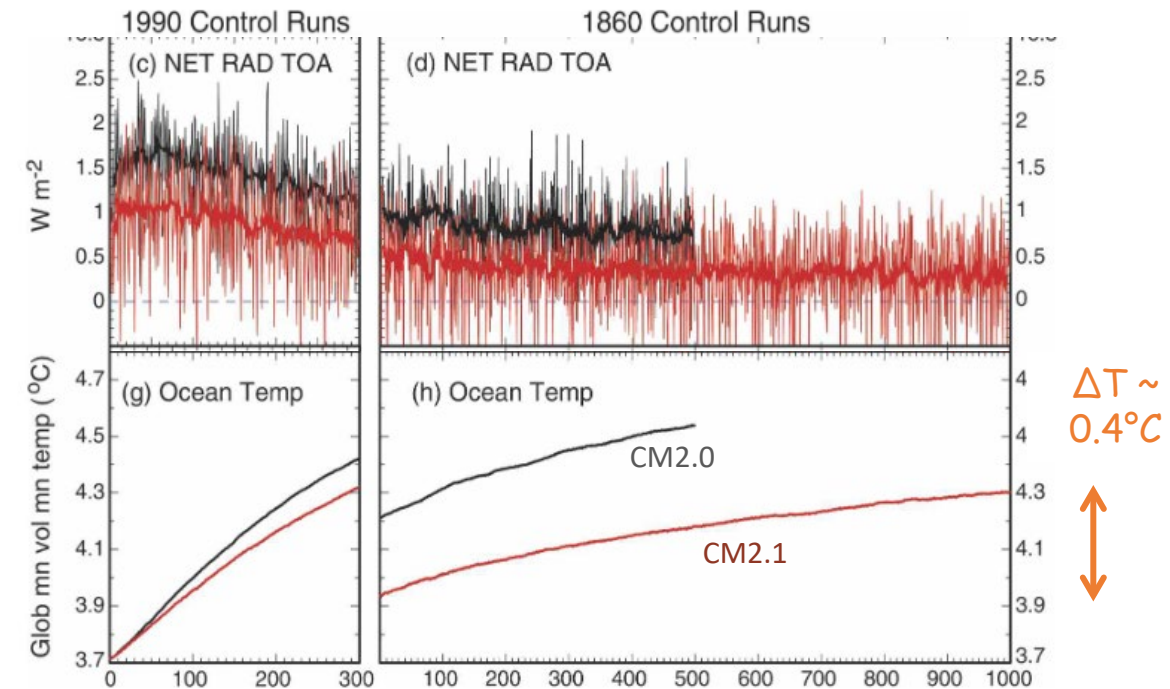 1990 Control Runs
1860 Control Runs
(c) NET RAD TOA
(d) NET RAD TOA
2.5
2
1.5
1
0.5
0
W m-2
2.5
2
1.5
1
0.5
0
(g) Ocean Temp
(h) Ocean Temp
4.7
4.5
4.3
4.1
3.9
3.7
Glob mn vol mn temp (°C)
CM2.0
CM2.1
4
4
4.3
4.1
3.9
3.7
ΔT ~
0.4°C
0 100 200 300
100 200 300 400 500 600 700 800 900 1000